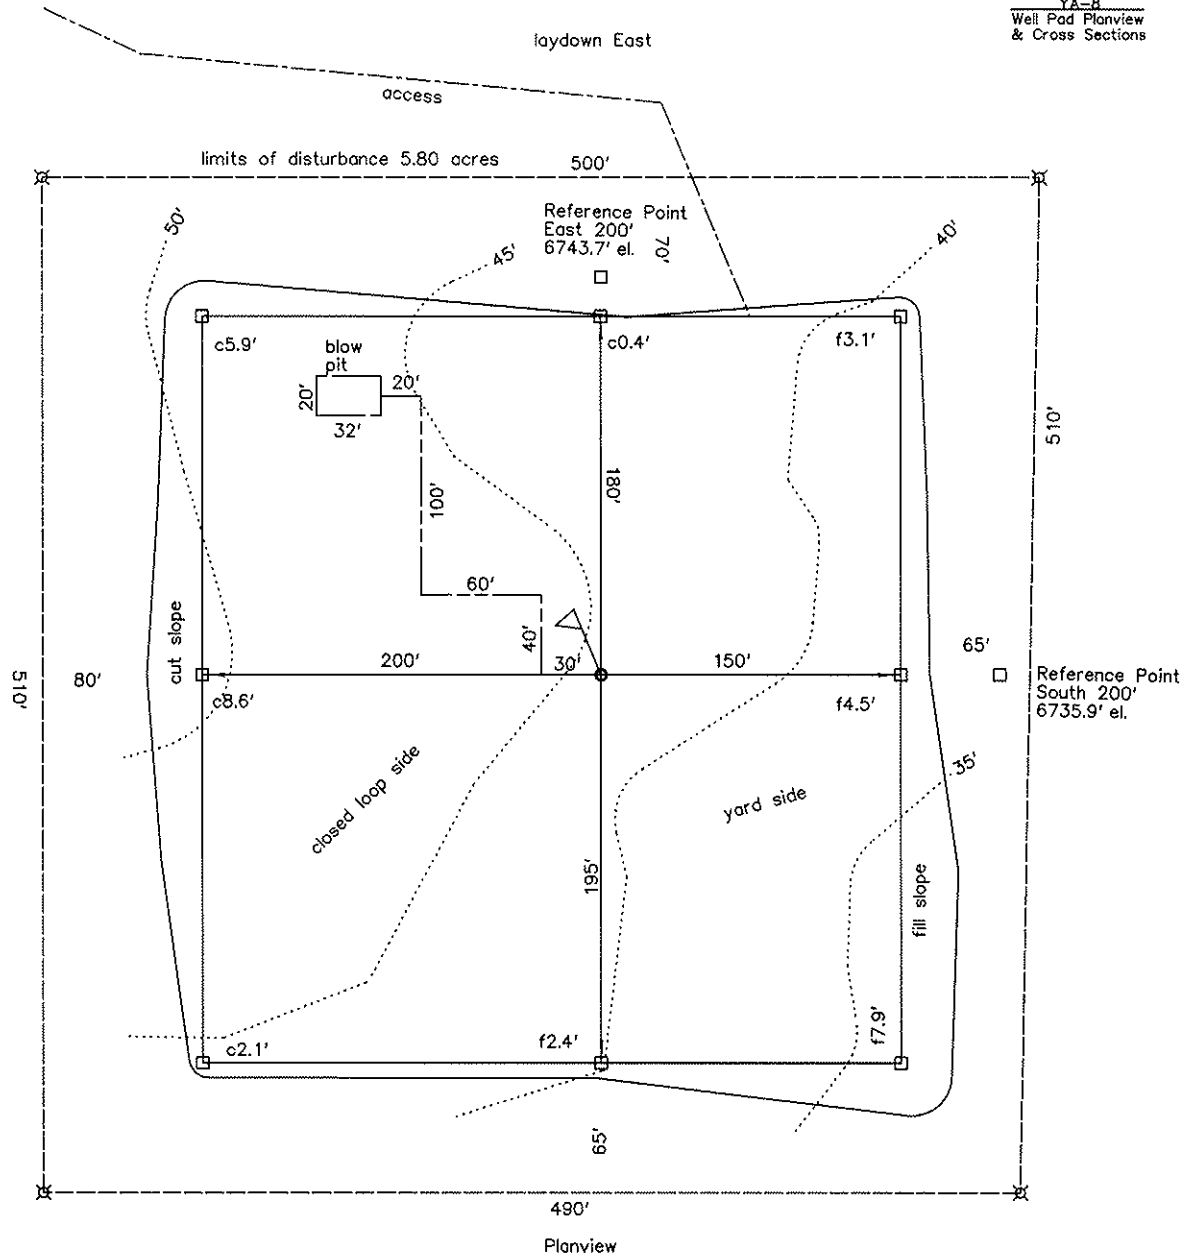 YA-8
Well Pad Planview
& Cross Sections
laydown East
access
limits of disturbance 5.80 acres
500'
50'
Reference Point
East 200'
6743.7' el.
70'
45'
40'
c5.9'
c0.4'
f3.1'
blow
pit
20'
20'
32'
510'
100'
180'
60'
cut slope
40'
30'
200'
150'
65'
510'
80'
Reference Point
South 200'
6735.9' el.
c8.6'
f4.5'
closed loop side
yard side
35'
195'
fill slope
c2.1'
f2.4'
f7.9'
65'
490'
Planview